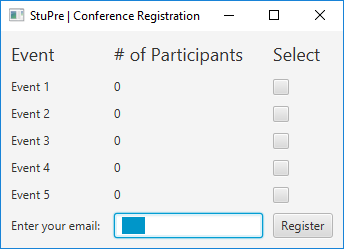 StuPre | Conference Registration
Event # of Participants Select
Event 1 0
Event 2 0
Event 3 0
Event 4 0
Event 5 0
Enter your email: Register